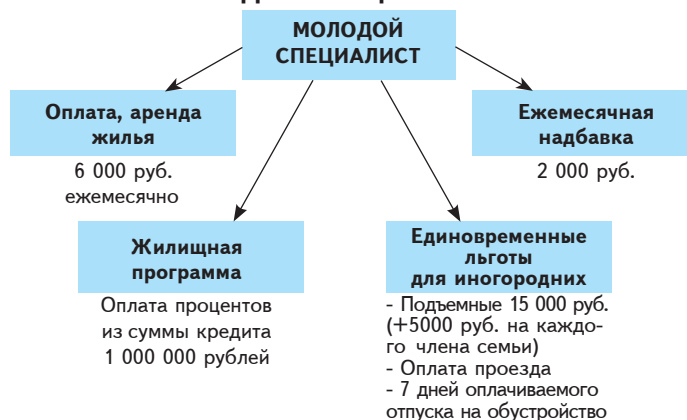 МОЛОДОЙ
СПЕЦИАЛИСТ
Оплата, аренда
жилья
6 000 руб.
ежемесячно
Ежемесячная
надбавка
2 000 руб.
Жилищная
программа
Оплата процентов
из суммы кредита
1 000 000 рублей
Единовременные
льготы
для иногородних
- Подъемные 15 000 руб.
(+5000 руб. на каждо-
го члена семьи)
- Оплата проезда
- 7 дней оплачиваемого
отпуска на обустройство